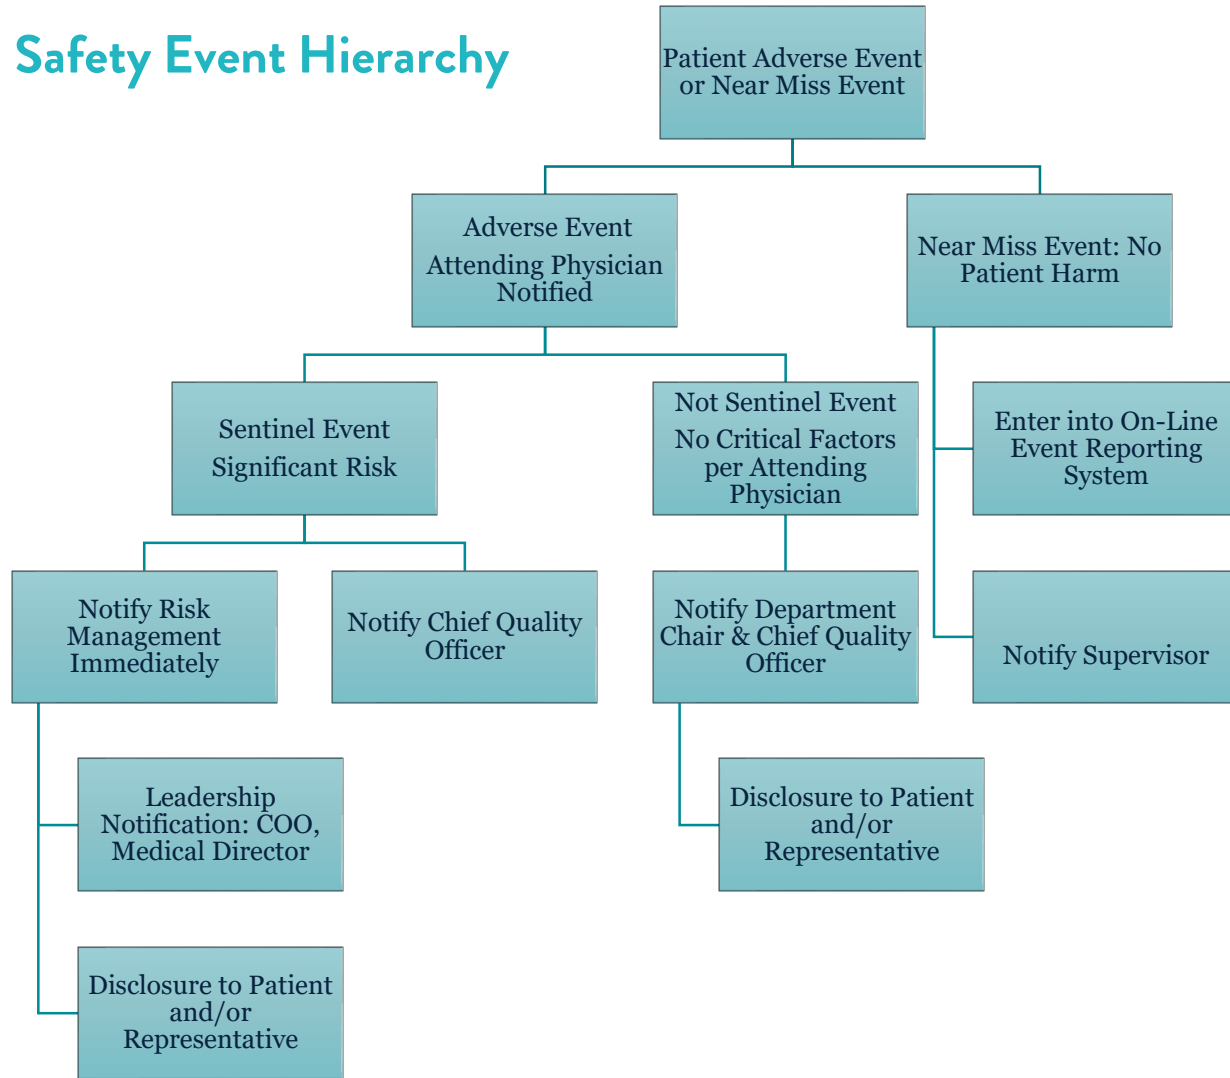 Safety Event Hierarchy
Patient Adverse Event
or Near Miss Event
Adverse Event
Attending Physician
Notified
Near Miss Event: No
Patient Harm
Sentinel Event
Significant Risk
Not Sentinel Event
No Critical Factors
per Attending
Physician
Enter into On-Line
Event Reporting
System
Notify Risk
Management
Immediately
Notify Chief Quality
Officer
Notify Department
Chair & Chief Quality
Officer
Notify Supervisor
Leadership
Notification: COO,
Medical Director
Disclosure to Patient
and/or
Representative
Disclosure to Patient
and/or
Representative